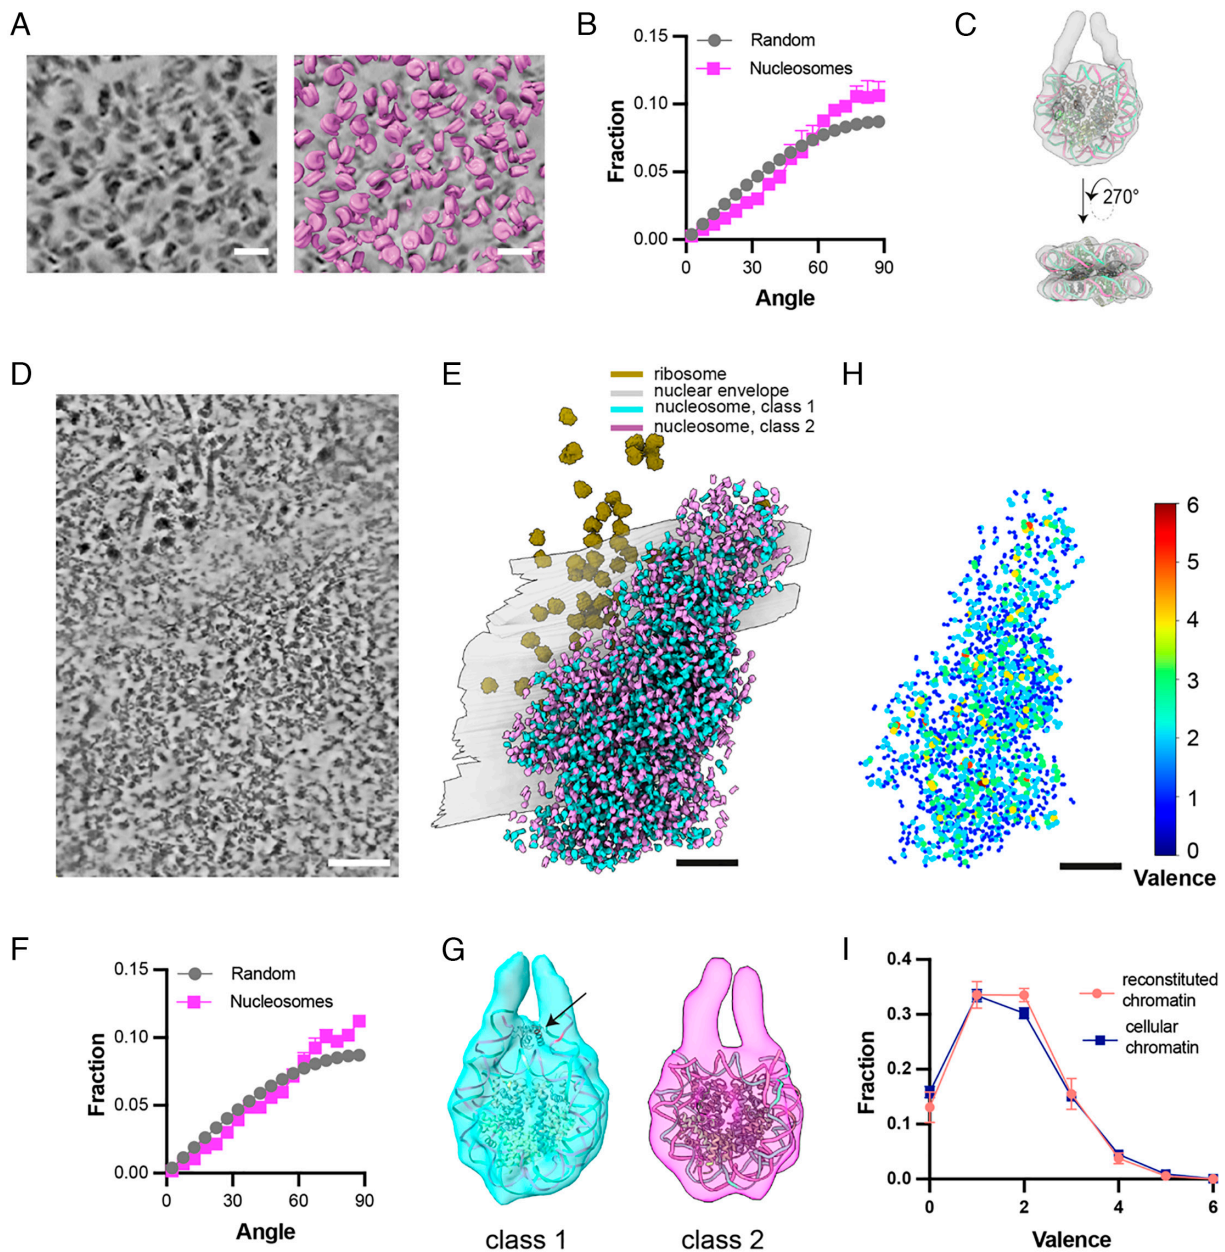 A
B
0.15
0.10
0.05
0.00
Fraction
Random
Nucleosomes
0
30
60
90
Angle
C
270°
D
E
ribosome
nuclear envelope
nucleosome, class 1
nucleosome, class 2
H
6
5
4
3
2
1
0
Valence
F
0.15
0.10
0.05
0.00
Fraction
Random
Nucleosomes
0
30
60
90
Angle
G
class 1
class 2
I
0.4
0.3
0.2
0.1
0.0
Fraction
reconstituted
chromatin
cellular
chromatin
0
2
4
6
Valence